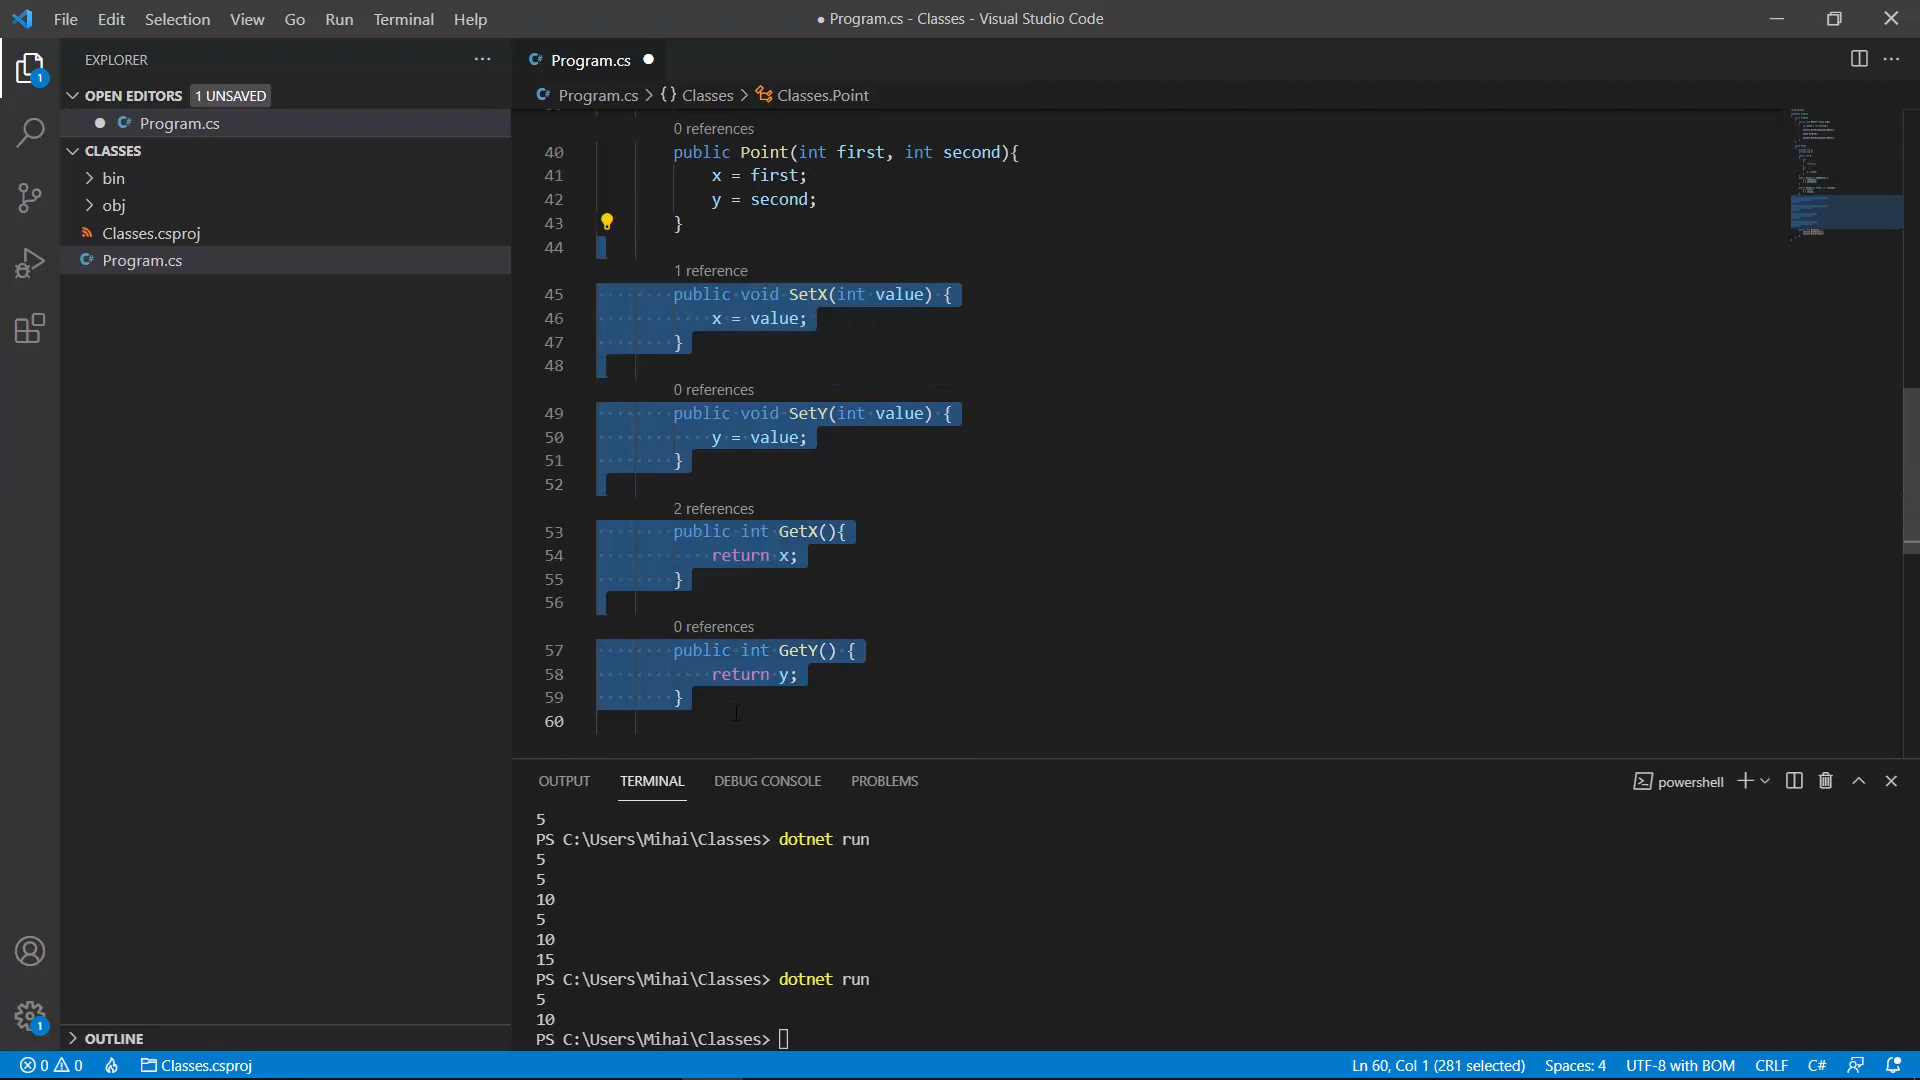 File Edit Selection View Go Run Terminal Help
● Program.cs - Classes - Visual Studio Code
EXPLORER
OPEN EDITORS 1 UNSAVED
Program.cs
CLASSES
bin
obj
Classes.csproj
Program.cs
OUTLINE
1
1
Program.cs
Program.cs > {} Classes > Classes.Point
0 references
40 public Point(int first, int second){
41 x = first;
42 y = second;
43 }
44
1 reference
45 public void SetX(int value) {
46 x = value;
47 }
48
0 references
49 public void SetY(int value) {
50 y = value;
51 }
52
2 references
53 public int GetX(){
54 return x;
55 }
56
0 references
57 public int GetY() {
58 return y;
59 }
60
OUTPUT TERMINAL DEBUG CONSOLE PROBLEMS
powershell
5
PS C:\Users\Mihai\Classes> dotnet run
5
5
10
5
10
15
PS C:\Users\Mihai\Classes> dotnet run
5
10
PS C:\Users\Mihai\Classes>
0 0 Classes.csproj
Ln 60, Col 1 (281 selected) Spaces: 4 UTF-8 with BOM CRLF C#